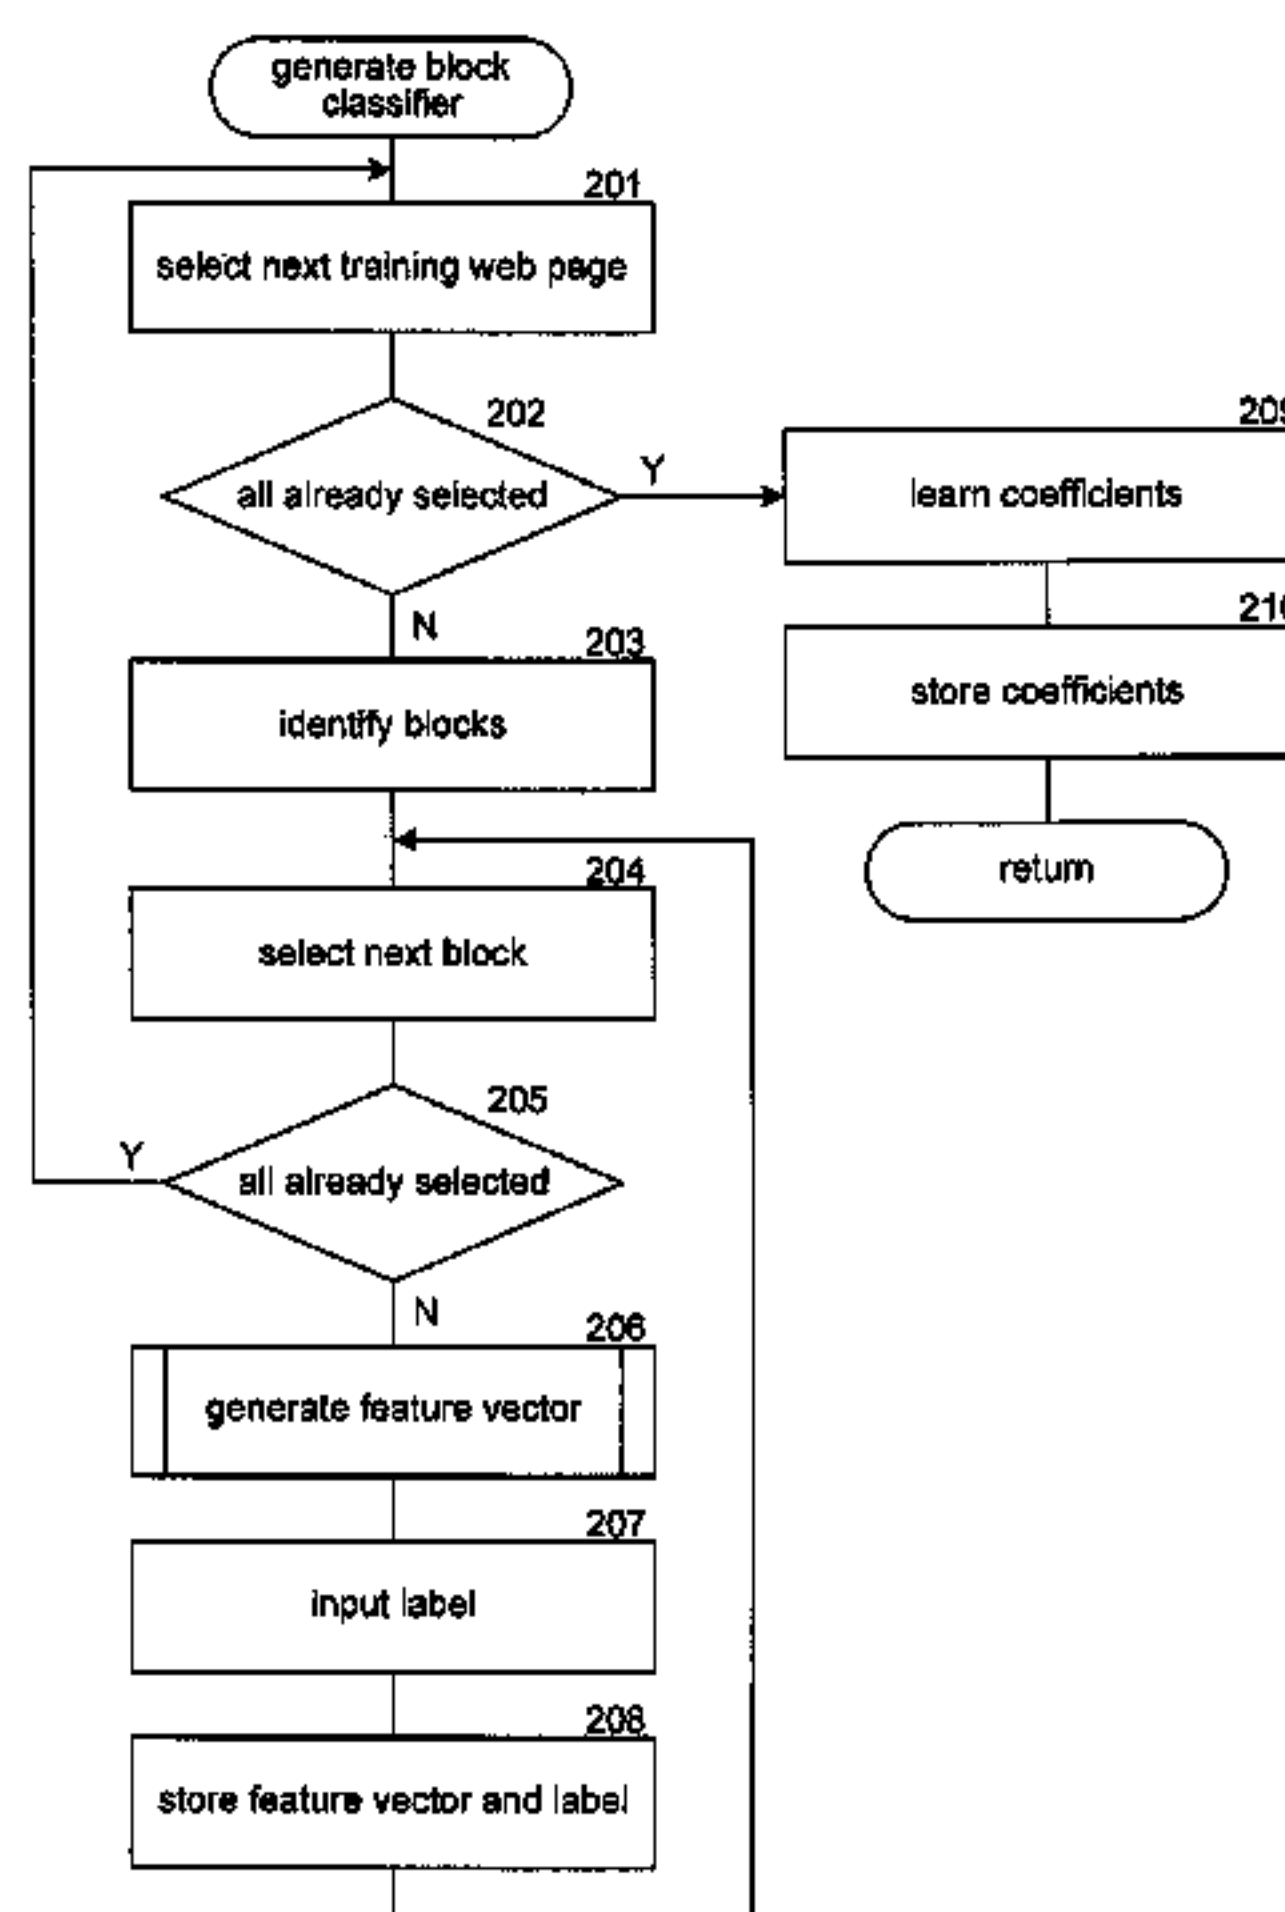 generate block
classifier
201
select next training web page
202
all already selected
Y
N
209
learn coefficients
210
store coefficients
return
203
identify blocks
204
select next block
205
all already selected
Y
N
206
generate feature vector
207
input label
208
store feature vector and label